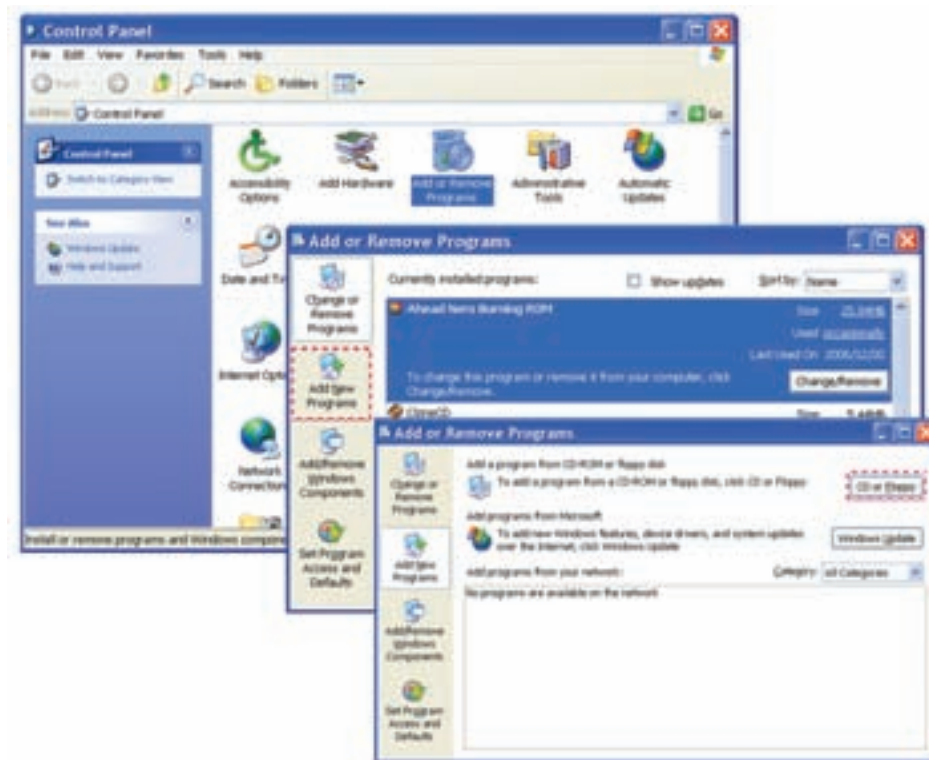 Control Panel
File Edit View Favorites Tools Help
Back Search Folders
Address Control Panel Go
Control Panel
Switch to Category View
See Also
Windows Update
Help and Support
Accessibility Options
Add Hardware
Add or Remove Programs
Administrative Tools
Automatic Updates
Date and
Internet
Network
Install or remove programs and Windows
Add or Remove Programs
Change or Remove Programs
Add New Programs
Add/Remove Windows Components
Set Program Access and Defaults
Currently installed programs:
Show updates
Sort by: Name
Ahead Nero Burning ROM
Size
Used occasionally
Last Used On
To change this program or remove it from your computer, click Change/Remove.
Change/Remove
CloneCD
Size
Add or Remove Programs
Change or Remove Programs
Add New Programs
Add/Remove Windows Components
Set Program Access and Defaults
Add a program from CD-ROM or floppy disk
To add a program from a CD-ROM or floppy disk, click CD or Floppy
CD or Floppy
Add programs from Microsoft
To add new Windows features, device drivers, and system updates
over the Internet, click Windows Update
Windows Update
Add programs from your network:
Category: All Categories
No programs are available on the network